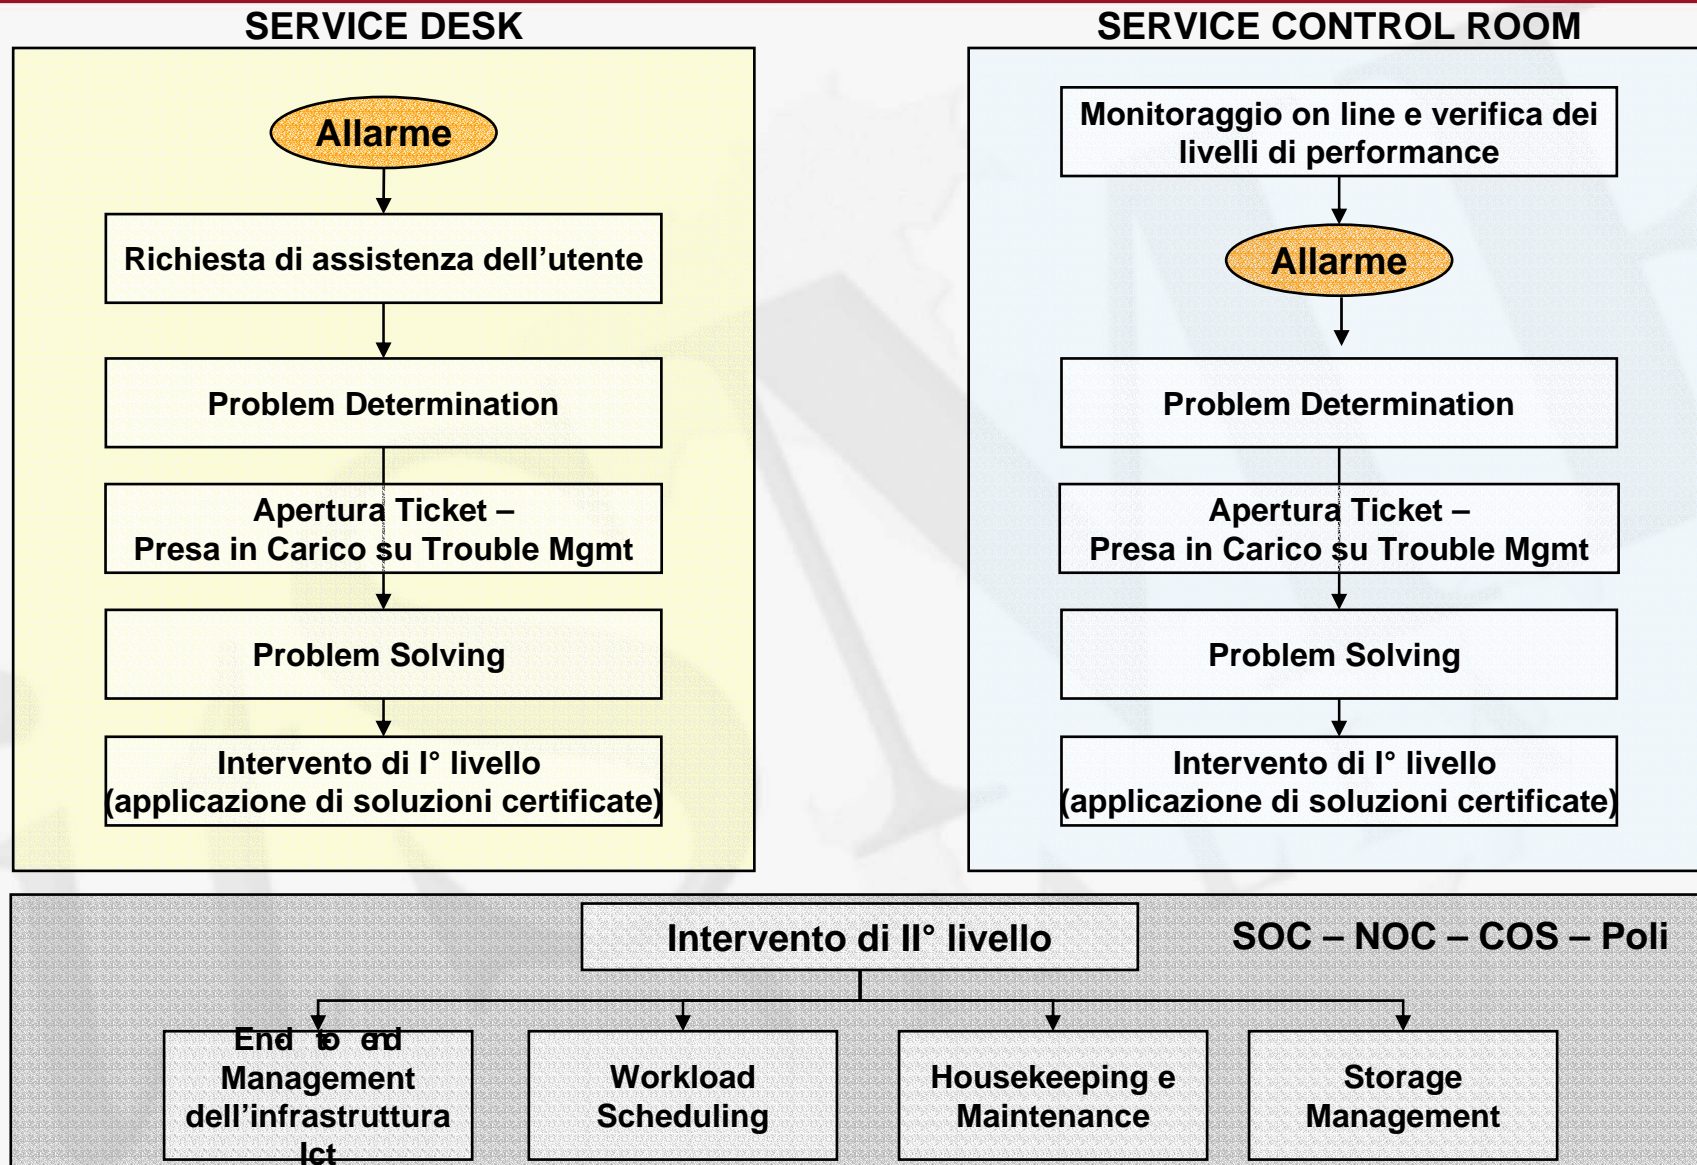 SERVICE DESK
Allarme
Richiesta di assistenza dell’utente
Problem Determination
Apertura Ticket –
Presa in Carico su Trouble Mgmt
Problem Solving
Intervento di I° livello
(applicazione di soluzioni certificate)
SERVICE CONTROL ROOM
Monitoraggio on line e verifica dei
livelli di performance
Allarme
Problem Determination
Apertura Ticket –
Presa in Carico su Trouble Mgmt
Problem Solving
Intervento di I° livello
(applicazione di soluzioni certificate)
Intervento di II° livello
SOC – NOC – COS – Poli
End to end
Management
dell’infrastruttura
Ict
Workload
Scheduling
Housekeeping e
Maintenance
Storage
Management